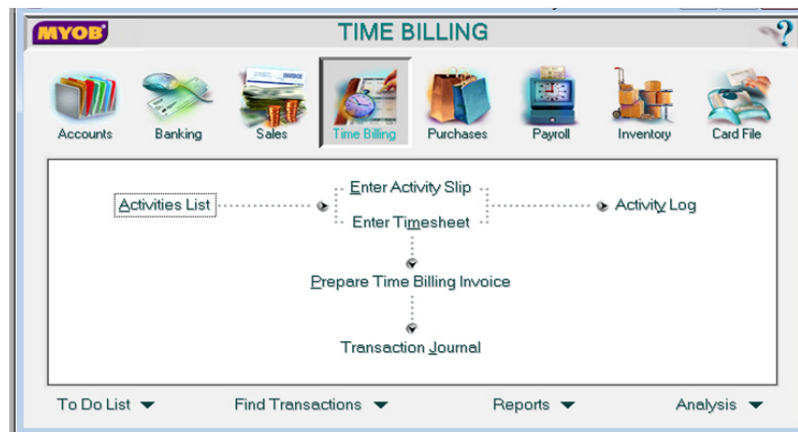 MYOB TIME BILLING ?
Accounts Banking Sales Time Billing Purchases Payroll Inventory Card File
Enter Activity Slip
Activities List Activity Log
Enter Timesheet
Prepare Time Billing Invoice
Transaction Journal
To Do List Find Transactions Reports Analysis